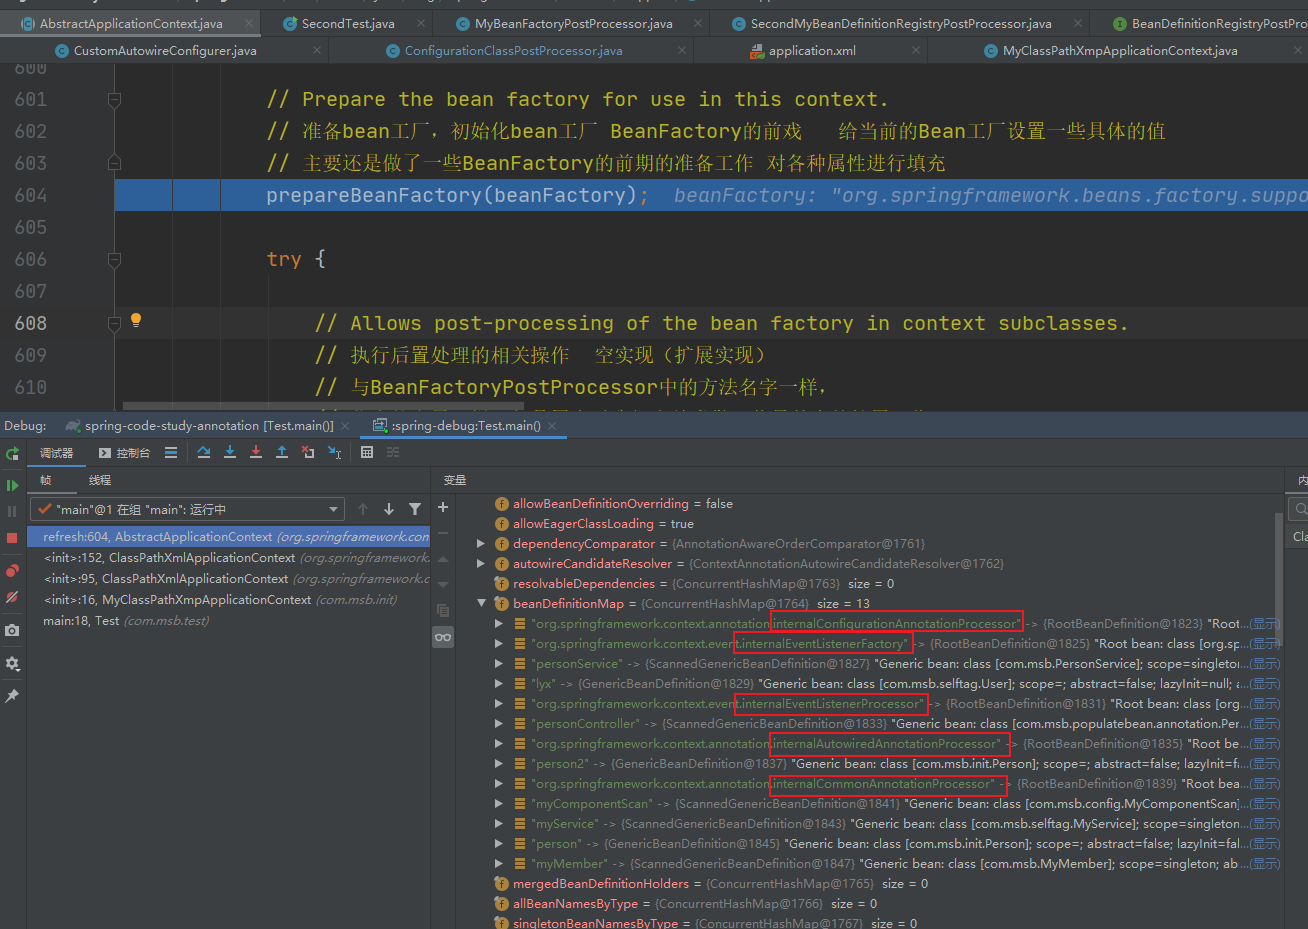 AbstractApplicationContext.java SecondTest.java MyBeanFactoryPostProcessor.java SecondMyBeanDefinitionRegistryPostProcessor.java BeanDefinitionRegistryPostPro
CustomAutowireConfigurer.java ConfigurationClassPostProcessor.java application.xml MyClassPathXmpApplicationContext.java
600
601 // Prepare the bean factory for use in this context.
602 // 准备bean工厂，初始化bean工厂 BeanFactory的前戏 给当前的Bean工厂设置一些具体的值
603 // 主要还是做了一些BeanFactory的前期的准备工作 对各种属性进行填充
604 prepareBeanFactory(beanFactory); beanFactory: "org.springframework.beans.factory.suppo
605
606 try {
607
608 // Allows post-processing of the bean factory in context subclasses.
609 // 执行后置处理的相关操作 空实现（扩展实现）
610 // 与BeanFactoryPostProcessor中的方法名字一样，
Debug: spring-code-study-annotation [Test.main()] :spring-debug:Test.main()
调试器 控制台
帧 线程 变量 内
"main"@1 在组 "main": 运行中
refresh:604, AbstractApplicationContext (org.springframework.con
<init>:152, ClassPathXmlApplicationContext (org.springframework.
<init>:95, ClassPathXmlApplicationContext (org.springframework.c
<init>:16, MyClassPathXmpApplicationContext (com.msb.init)
main:18, Test (com.msb.test)
allowBeanDefinitionOverriding = false
allowEagerClassLoading = true
dependencyComparator = {AnnotationAwareOrderComparator@1761}
autowireCandidateResolver = {ContextAnnotationAutowireCandidateResolver@1762}
resolvableDependencies = {ConcurrentHashMap@1763} size = 0
beanDefinitionMap = {ConcurrentHashMap@1764} size = 13
"org.springframework.context.annotation.internalConfigurationAnnotationProcessor" -> {RootBeanDefinition@1823} "Root...(显示)
"org.springframework.context.event.internalEventListenerFactory" -> {RootBeanDefinition@1825} "Root bean: class [org.sp...(显示)
"personService" -> {ScannedGenericBeanDefinition@1827} "Generic bean: class [com.msb.PersonService]; scope=singleton...(显示)
"lyx" -> {GenericBeanDefinition@1829} "Generic bean: class [com.msb.selftag.User]; scope=; abstract=false; lazyInit=null; a...(显示)
"org.springframework.context.event.internalEventListenerProcessor" -> {RootBeanDefinition@1831} "Root bean: class [org...(显示)
"personController" -> {ScannedGenericBeanDefinition@1833} "Generic bean: class [com.msb.populatebean.annotation.Per...(显示)
"org.springframework.context.annotation.internalAutowiredAnnotationProcessor" -> {RootBeanDefinition@1835} "Root be...(显示)
"person2" -> {GenericBeanDefinition@1837} "Generic bean: class [com.msb.init.Person]; scope=; abstract=false; lazyInit=fa...(显示)
"org.springframework.context.annotation.internalCommonAnnotationProcessor" -> {RootBeanDefinition@1839} "Root bea...(显示)
"myComponentScan" -> {ScannedGenericBeanDefinition@1841} "Generic bean: class [com.msb.config.MyComponentScan]...(显示)
"myService" -> {ScannedGenericBeanDefinition@1843} "Generic bean: class [com.msb.selftag.MyService]; scope=singleton...(显示)
"person" -> {GenericBeanDefinition@1845} "Generic bean: class [com.msb.init.Person]; scope=; abstract=false; lazyInit=fal...(显示)
"myMember" -> {ScannedGenericBeanDefinition@1847} "Generic bean: class [com.msb.MyMember]; scope=singleton; ab...(显示)
mergedBeanDefinitionHolders = {ConcurrentHashMap@1765} size = 0
allBeanNamesByType = {ConcurrentHashMap@1766} size = 0
singletonBeanNamesByType = {ConcurrentHashMap@1767} size = 0
Cla